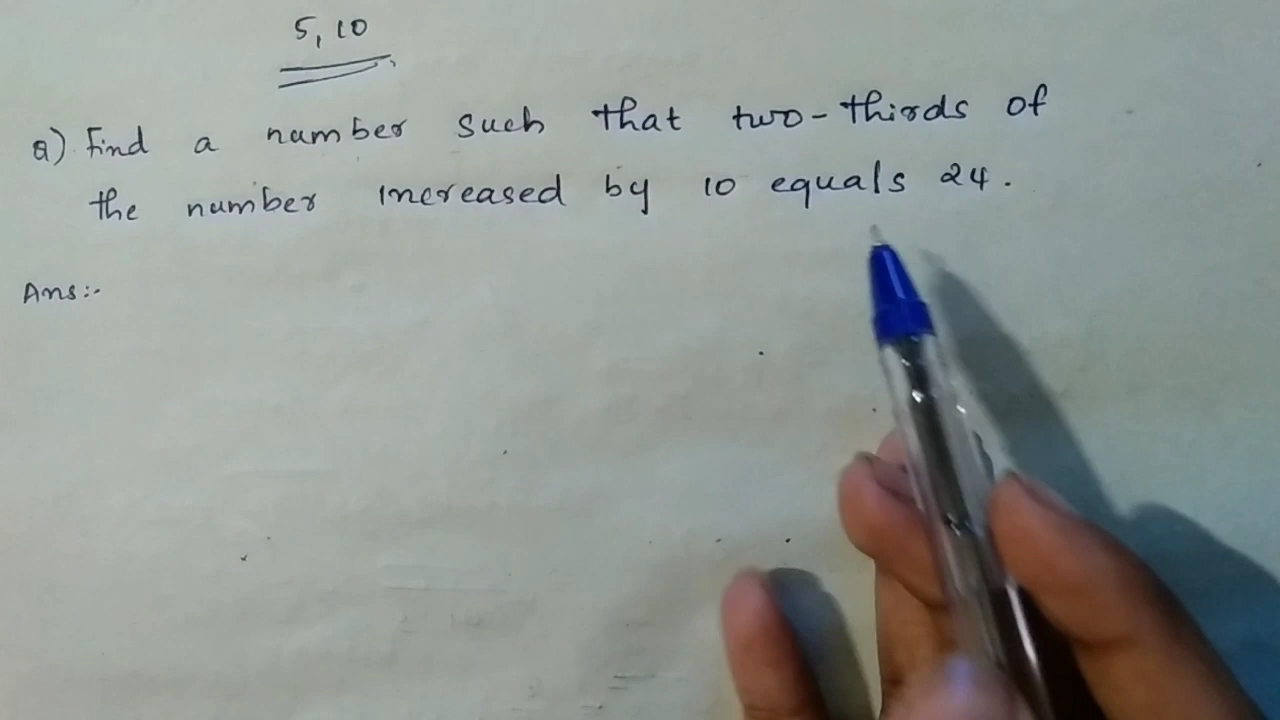 5, 10
Q) Find a number such that two-thirds of
the number increased by 10 equals 24.
Ans:-